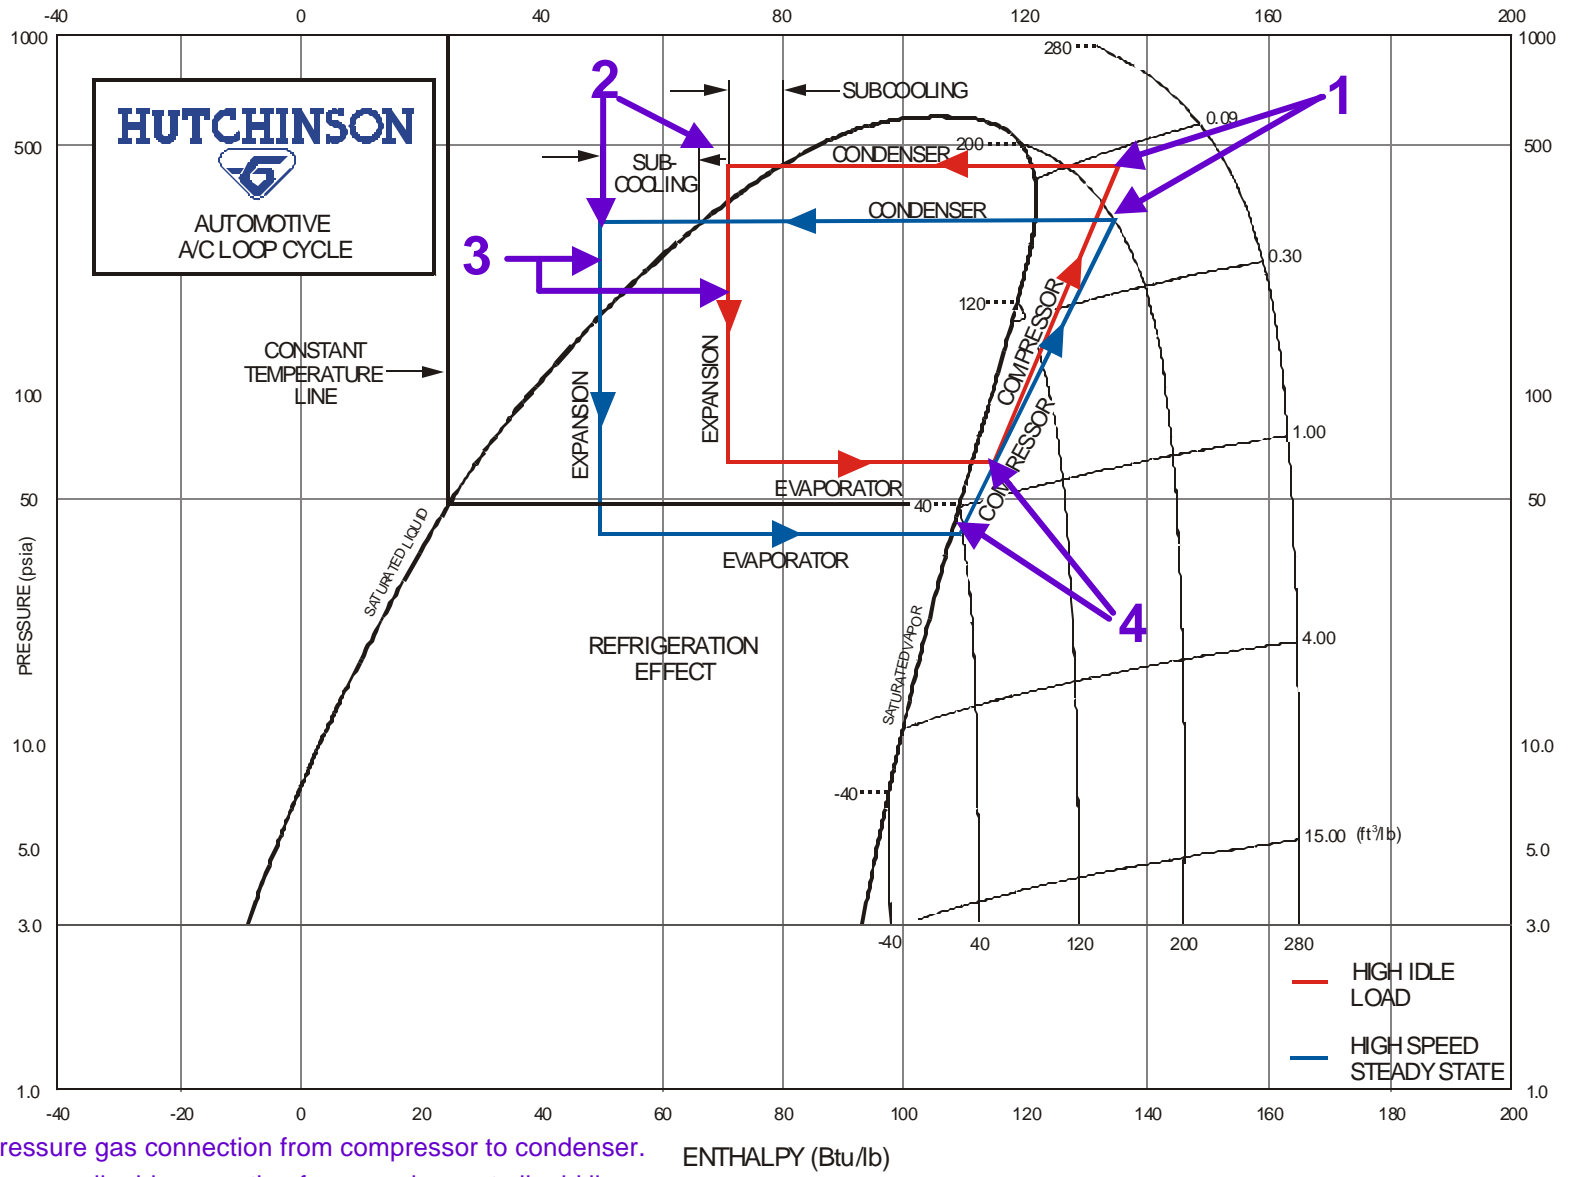 -40 0 40 80 120 160 200
1000 1000
280
2
1
SUBCOOLING
0.09
HUTCHINSON
G
AUTOMOTIVE
A/C LOOP CYCLE
500 500
200
CONDENSER
SUB-
COOLING
CONDENSER
3
0.30
120
CONSTANT
TEMPERATURE
LINE
EXPANSION
EXPANSION
COMPRESSOR
COMPRESSOR
100 100
1.00
EVAPORATOR
50 50
40
EVAPORATOR
SATURATED LIQUID
PRESSURE (psia)
4
REFRIGERATION
EFFECT
SATURATED VAPOR
4.00
10.0 10.0
-40
15.00 (ft³/lb)
5.0 5.0
3.0 3.0
-40 40 120 200 280
HIGH IDLE
LOAD
HIGH SPEED
STEADY STATE
1.0 1.0
-40 -20 0 20 40 60 80 100 120 140 160 180 200
ressure gas connection from compressor to condenser.
ENTHALPY (Btu/lb)